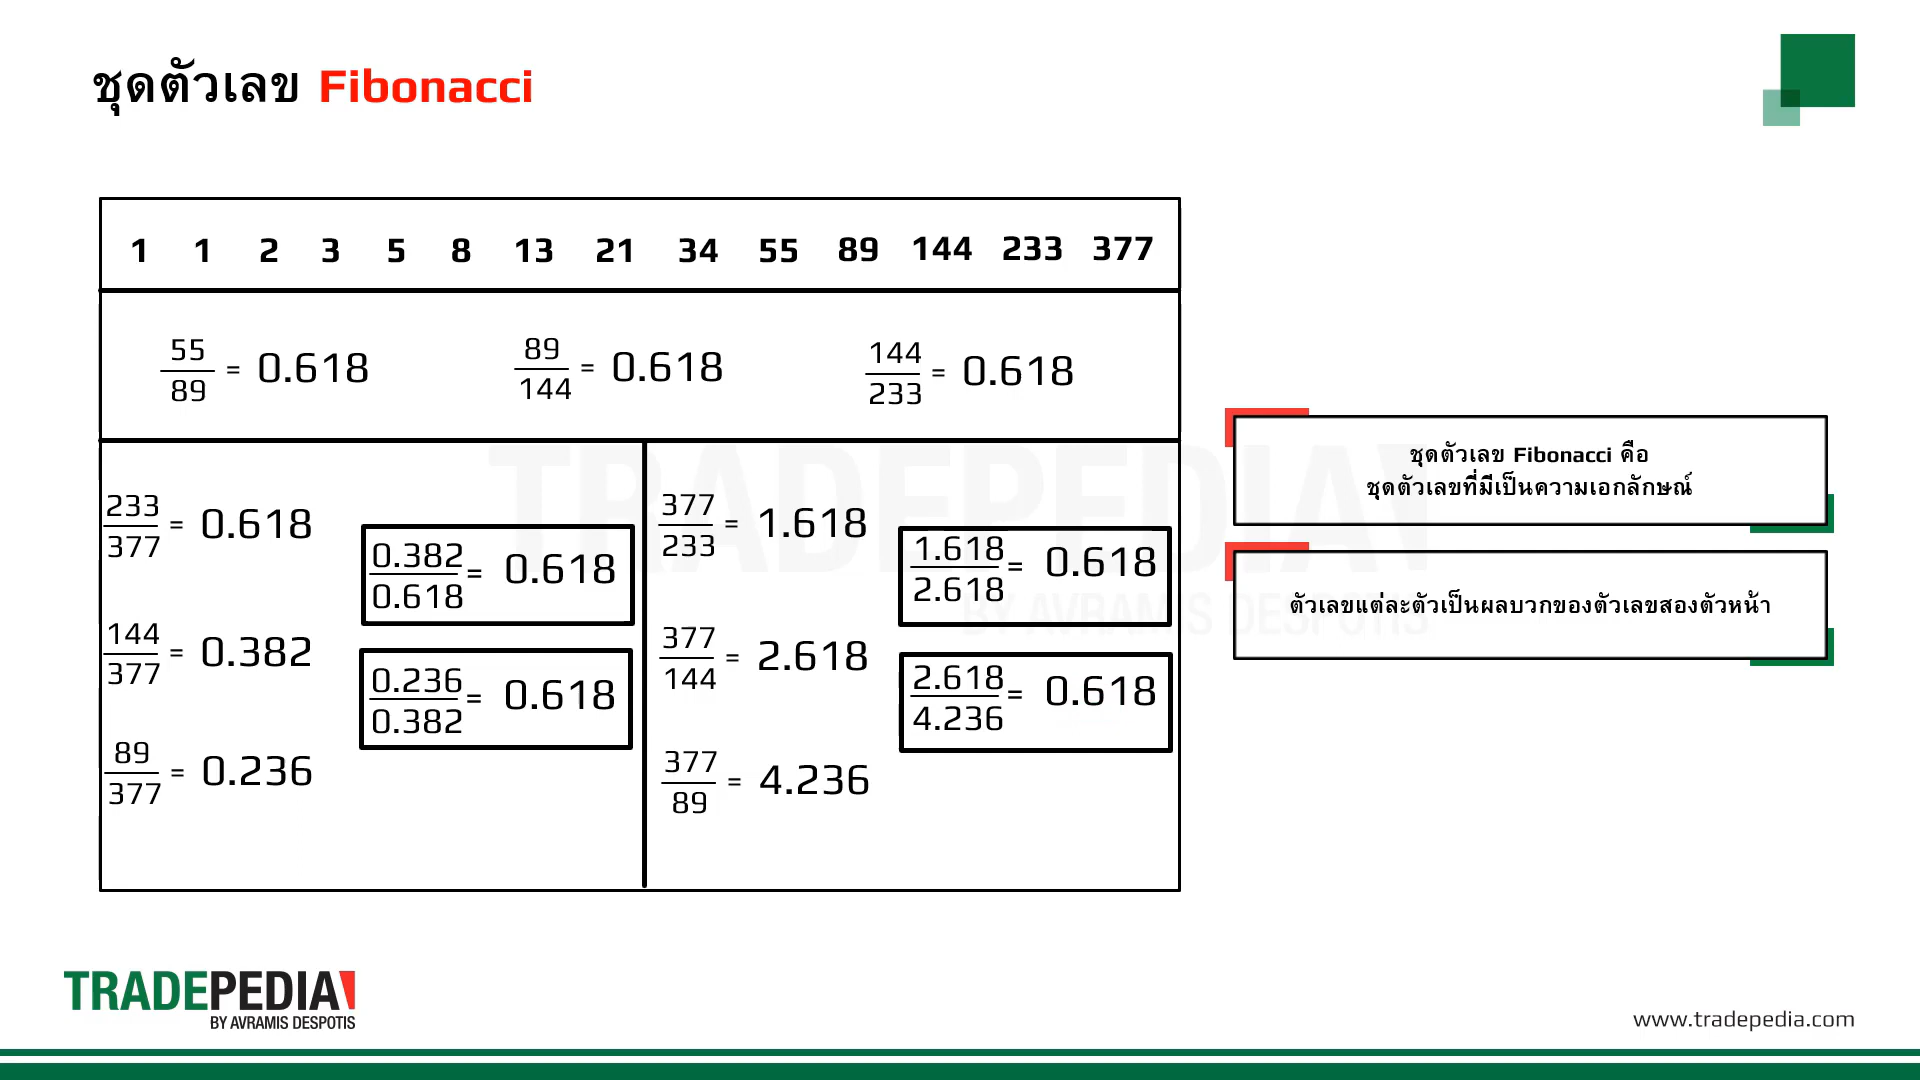 ชุดตัวเลข Fibonacci
1 1 2 3 5 8 13 21 34 55 89 144 233 377
55/89 = 0.618
89/144 = 0.618
144/233 = 0.618
233/377 = 0.618
144/377 = 0.382
89/377 = 0.236
0.382/0.618 = 0.618
0.236/0.382 = 0.618
377/233 = 1.618
377/144 = 2.618
377/89 = 4.236
1.618/2.618 = 0.618
2.618/4.236 = 0.618
ชุดตัวเลข Fibonacci คือ
ชุดตัวเลขที่มีเป็นความเอกลักษณ์
ตัวเลขแต่ละตัวเป็นผลบวกของตัวเลขสองตัวหน้า
TRADEPEDIA
BY AVRAMIS DESPOTIS
TRADEPEDIA
BY AVRAMIS DESPOTIS
www.tradepedia.com